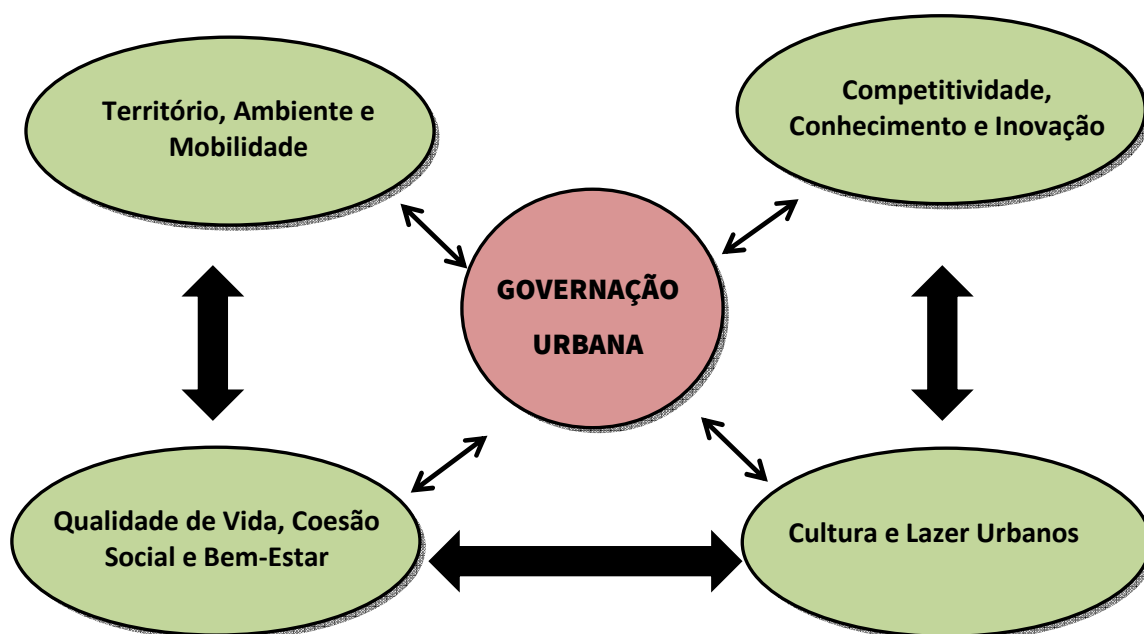 Território, Ambiente e
Mobilidade
Competitividade,
Conhecimento e Inovação
GOVERNAÇÃO
URBANA
Qualidade de Vida, Coesão
Social e Bem-Estar
Cultura e Lazer Urbanos